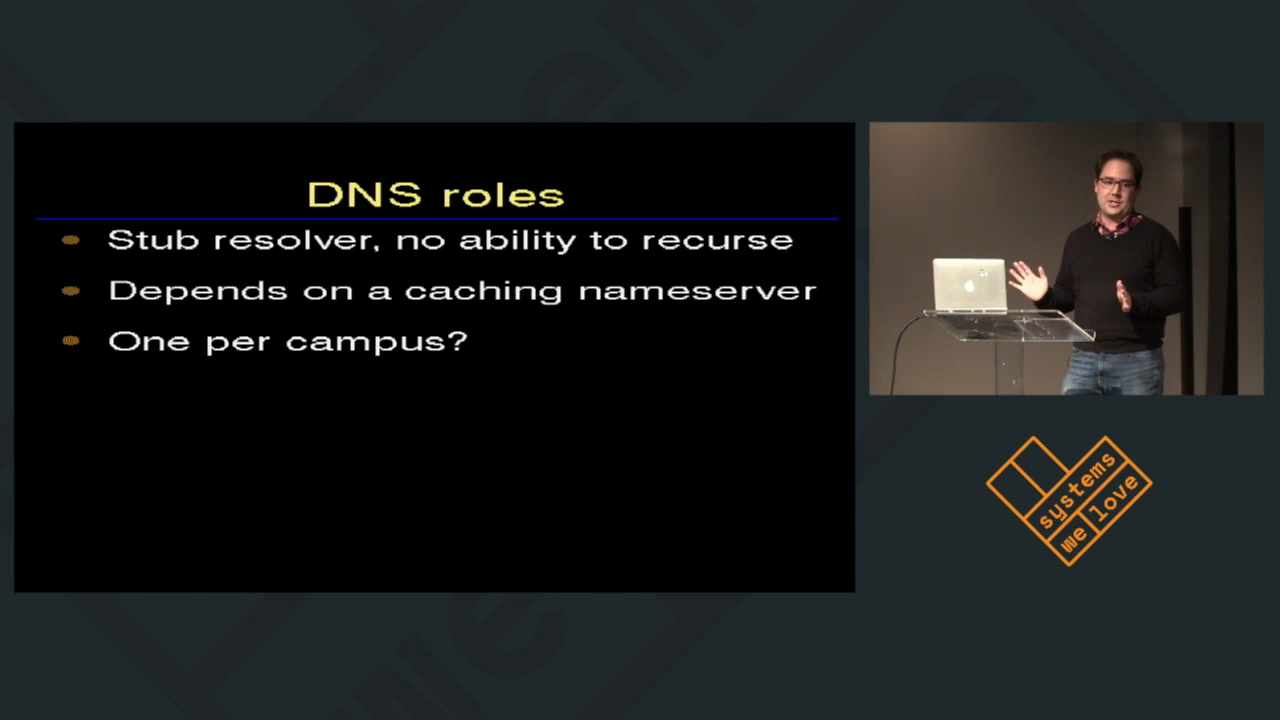 DNS roles
Stub resolver, no ability to recurse
Depends on a caching nameserver
One per campus?
systems
we love